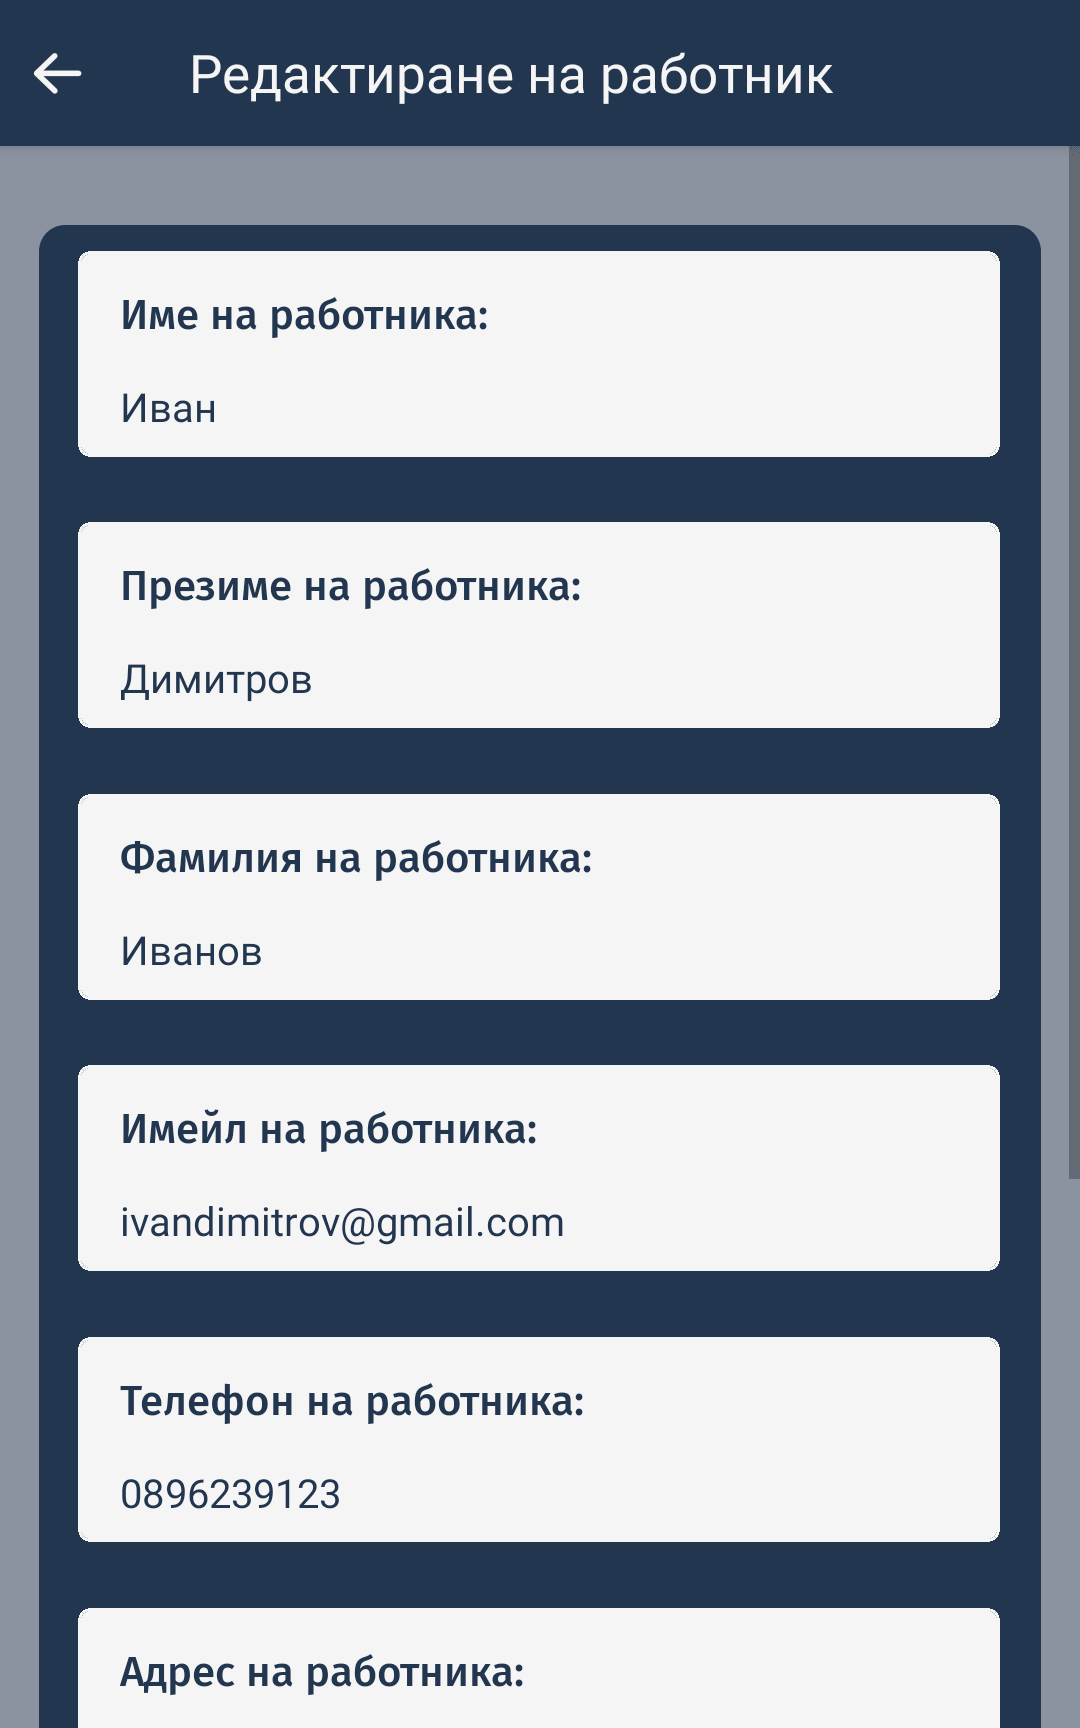 Редактиране на работник
Име на работника:
Иван
Презиме на работника:
Димитров
Фамилия на работника:
Иванов
Имейл на работника:
ivandimitrov@gmail.com
Телефон на работника:
0896239123
Адрес на работника: